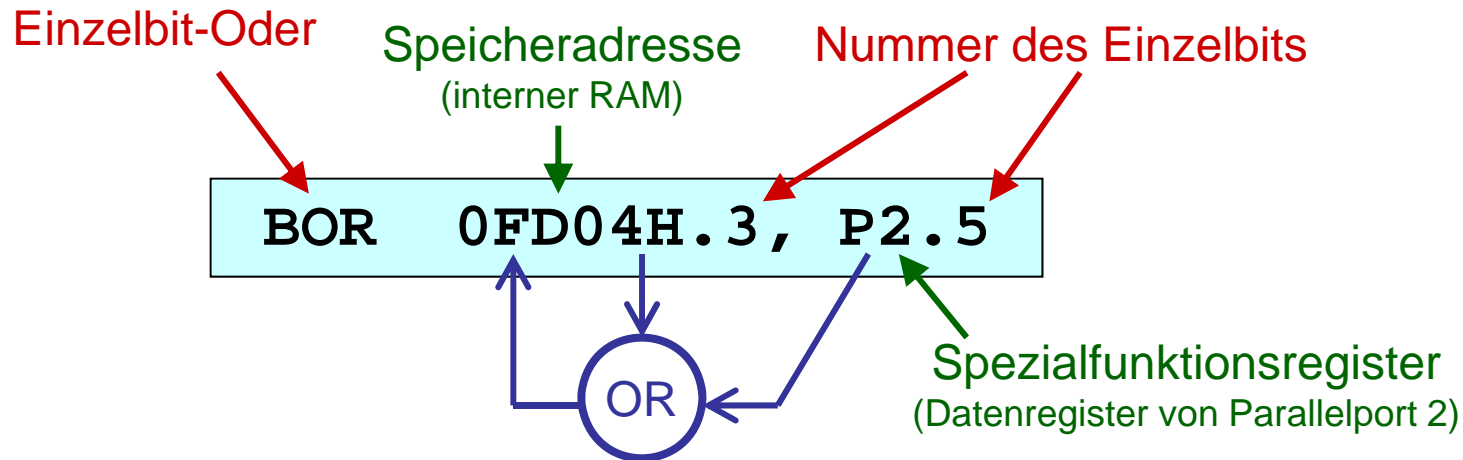 Einzelbit-Oder
Speicheradresse
(interner RAM)
Nummer des Einzelbits
BOR 0FD04H.3, P2.5
OR
Spezialfunktionsregister
(Datenregister von Parallelport 2)